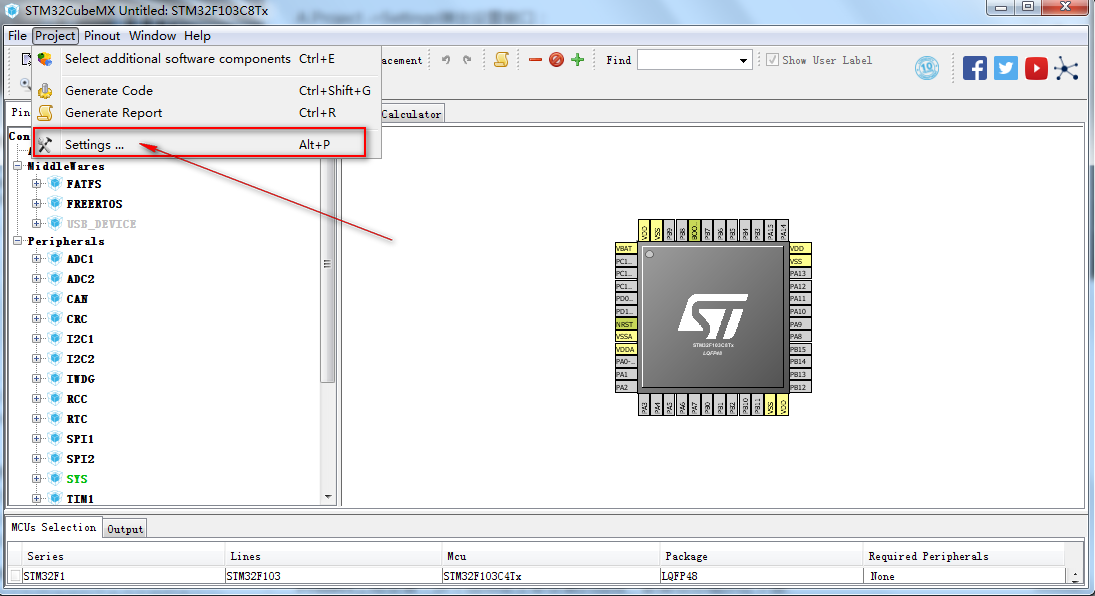 STM32CubeMX Untitled: STM32F103C8Tx
File Project Pinout Window Help
Select additional software components Ctrl+E
Generate Code Ctrl+Shift+G
Generate Report Ctrl+R
Settings ... Alt+P
acement
Find
Show User Label
10
Pin
Calculator
Con
MiddleWares
FATFS
FREERTOS
USB_DEVICE
Peripherals
ADC1
ADC2
CAN
CRC
I2C1
I2C2
IWDG
RCC
RTC
SPI1
SPI2
SYS
TIM1
VDD VSS PB9 PB8 BOO.. PB7 PB6 PB5 PB4 PB3 PA15 PA14
VBAT
PC1..
PC1..
PC1..
PD0..
PD1..
NRST
VSSA
VDDA
PA0-..
PA1
PA2
VDD
VSS
PA13
PA12
PA11
PA10
PA9
PA8
PB15
PB14
PB13
PB12
STM32F103C8Tx
LQFP48
PA3 PA4 PA5 PA6 PA7 PB0 PB1 PB2 PB10 PB11 VSS VDD
MCUs Selection Output
Series Lines Mcu Package Required Peripherals
STM32F1 STM32F103 STM32F103C4Tx LQFP48 None